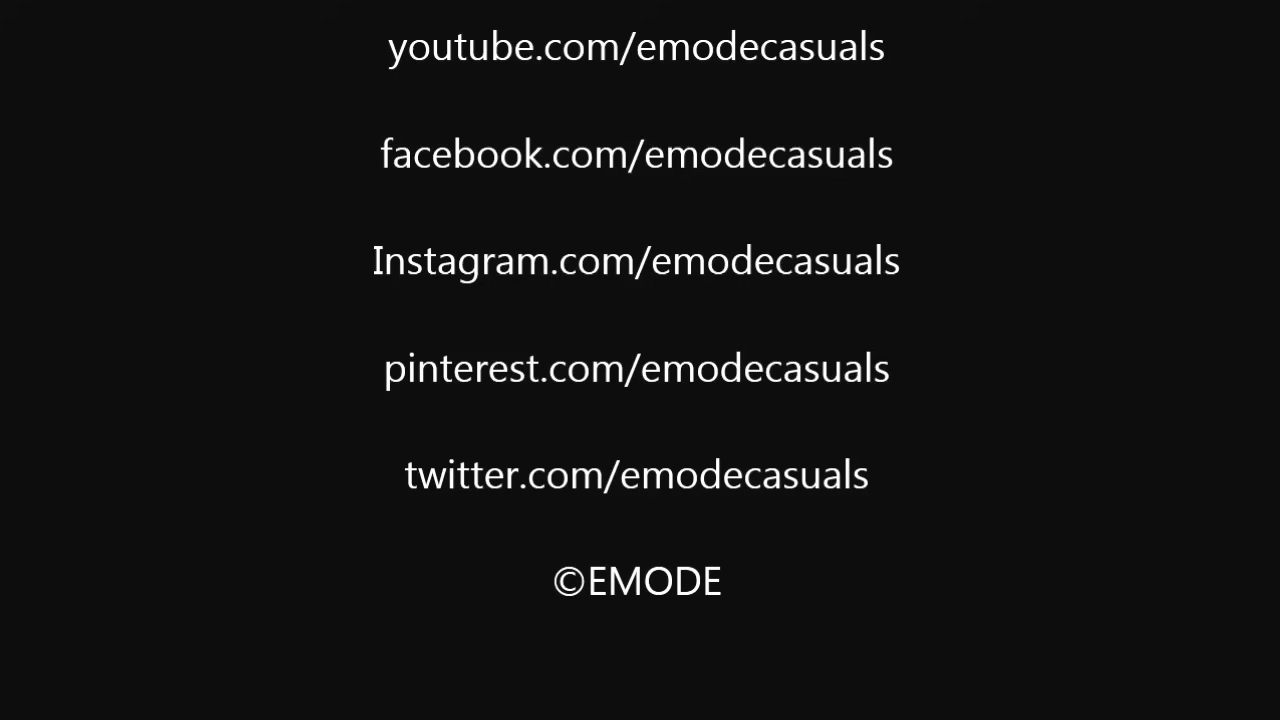 youtube.com/emodecasuals
facebook.com/emodecasuals
Instagram.com/emodecasuals
pinterest.com/emodecasuals
twitter.com/emodecasuals
©EMODE